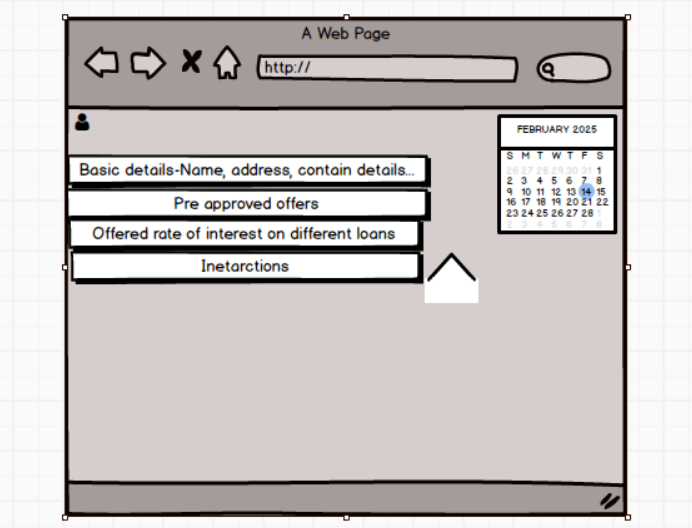 A Web Page
http://
FEBRUARY 2025
S M T W T F S
26 27 28 29 30 31 1
2 3 4 5 6 7 8
9 10 11 12 13 14 15
16 17 18 19 20 21 22
23 24 25 26 27 28 1
2 3 4 5 6 7 8
Basic details-Name, address, contain details...
Pre approved offers
Offered rate of interest on different loans
Inetarctions